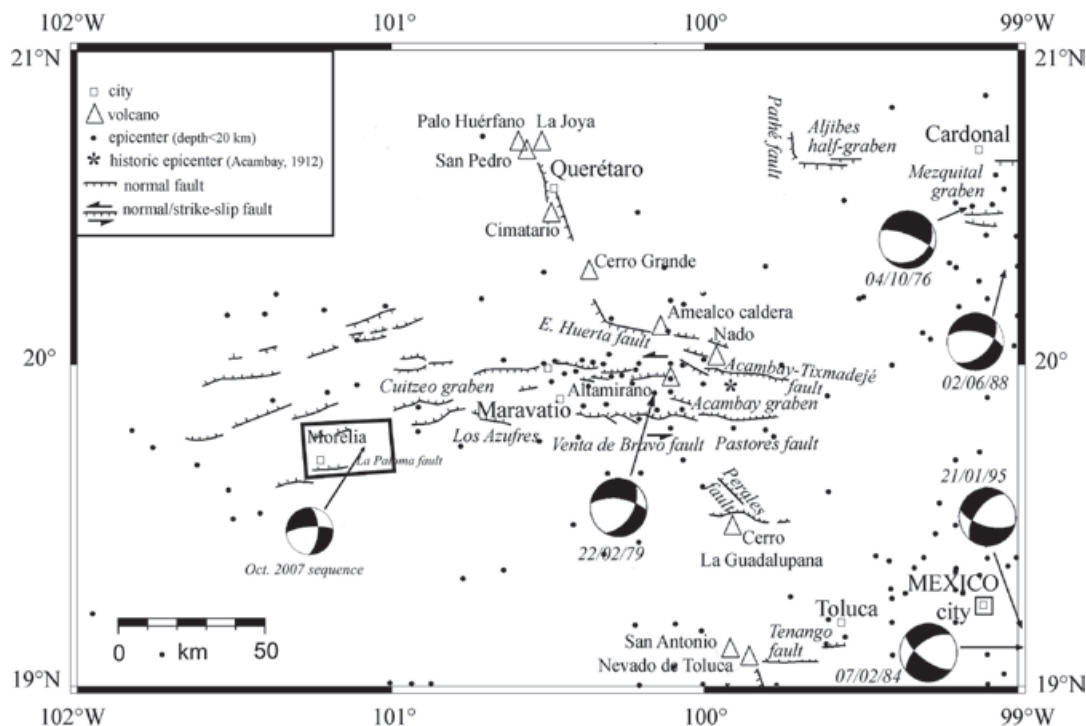 102°W 101° 100° 99°W
21°N 21°N
city
volcano
epicenter (depth<20 km)
historic epicenter (Acambay, 1912)
normal fault
normal/strike-slip fault
Palo Huérfano
La Joya
San Pedro
Querétaro
Cimatario
Cerro Grande
Pathé fault
Aljibes
half-graben
Cardonal
Mezquital
graben
04/10/76
Amealco caldera
Nado
E. Huerta fault
20° 20°
02/06/88
Acambay-Tixmadejé
fault
Cuitzeo graben
Altamirano
Acambay graben
Maravatio
Los Azufres
Venta de Bravo fault
Pastores fault
Morelia
La Paloma fault
Oct. 2007 sequence
22/02/79
Perales
fault
Cerro
La Guadalupana
21/01/95
MEXICO
city
Toluca
San Antonio
Nevado de Toluca
Tenango
fault
07/02/84
0 km 50
19°N 19°N
102°W 101° 100° 99°W